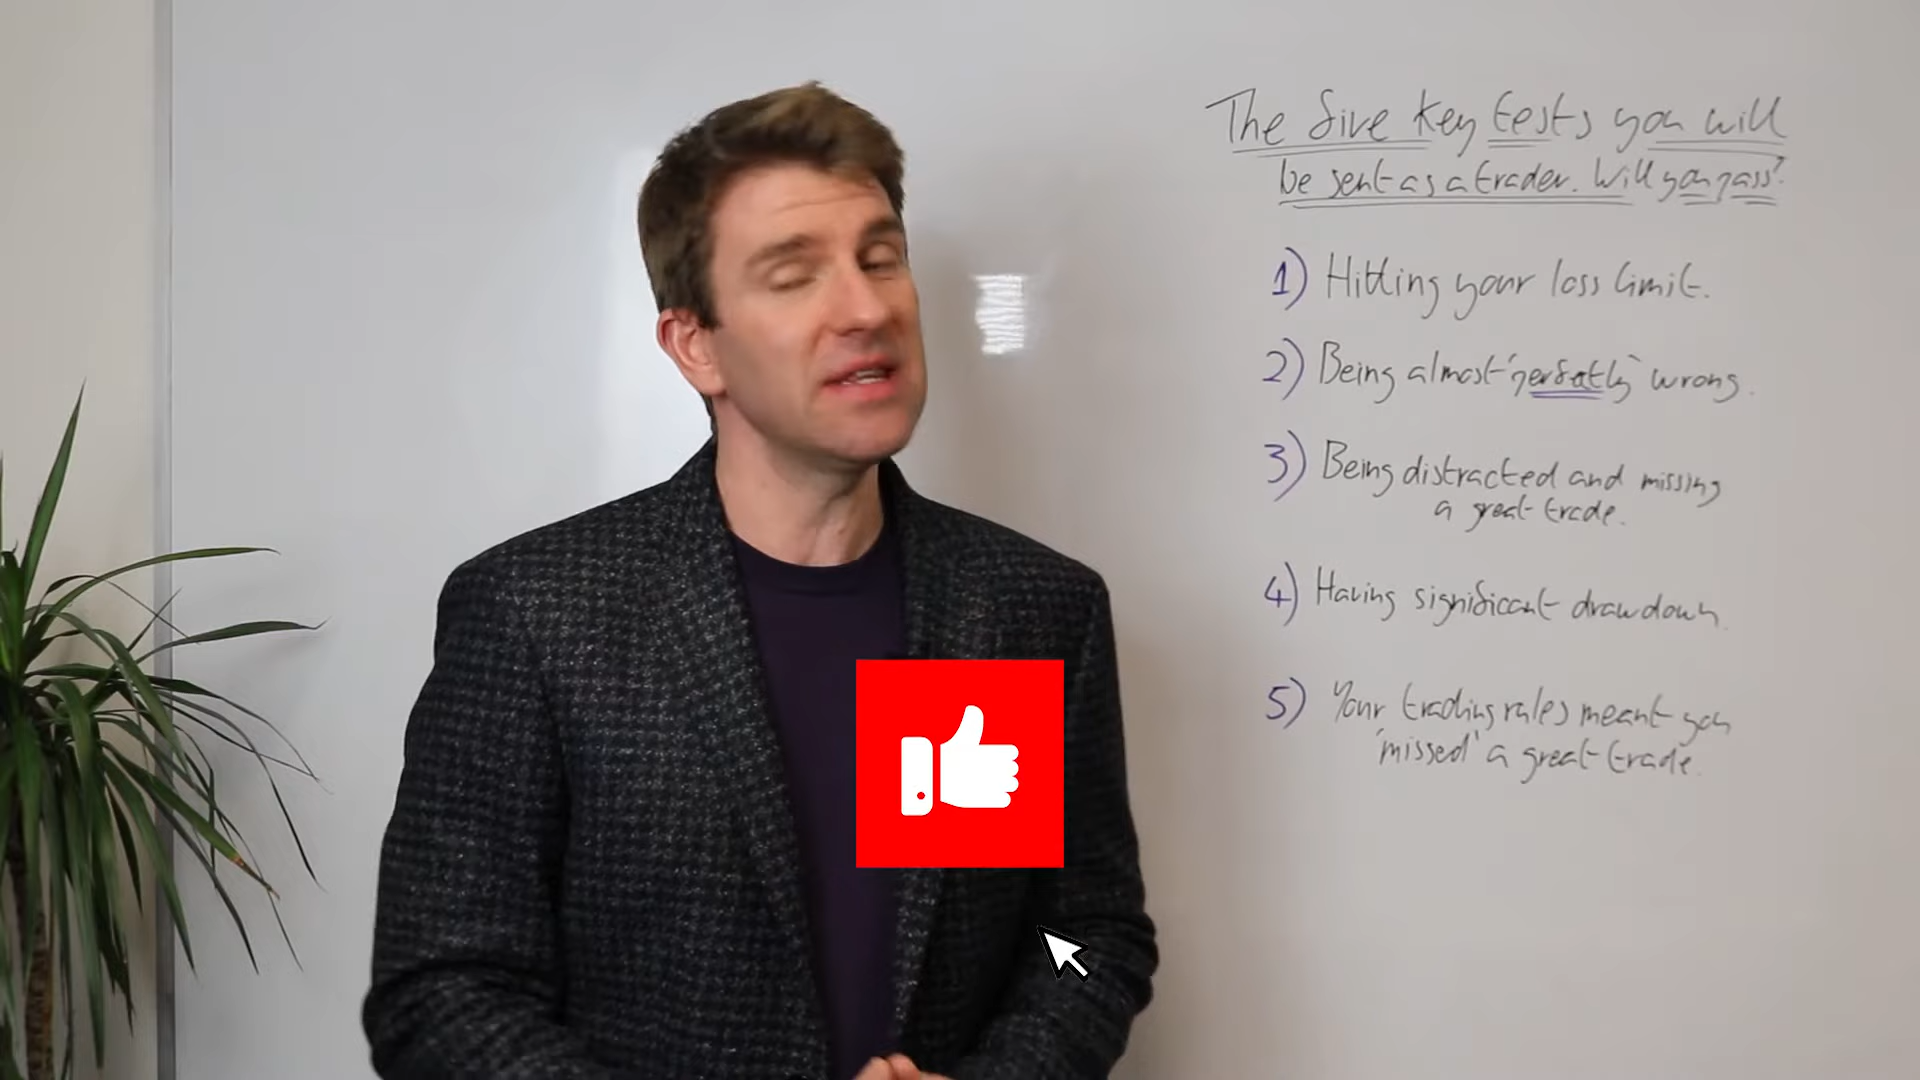 The five key tests you will
be sent as a trader. Will you pass?
1) Hitting your loss limit.
2) Being almost 'perfectly' wrong.
3) Being distracted and missing
a great trade.
4) Having significant drawdown.
5) Your trading rules meant you
'missed' a great trade.